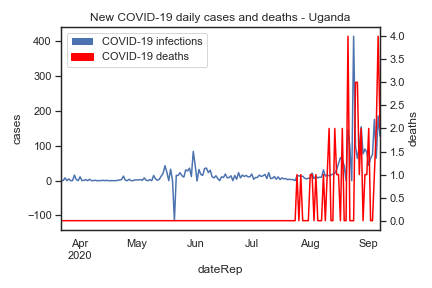 New COVID-19 daily cases and deaths - Uganda
COVID-19 infections
COVID-19 deaths
400
300
200
100
0
−100
cases
4.0
3.5
3.0
2.5
2.0
1.5
1.0
0.5
0.0
deaths
Apr
2020
May
Jun
Jul
Aug
Sep
dateRep